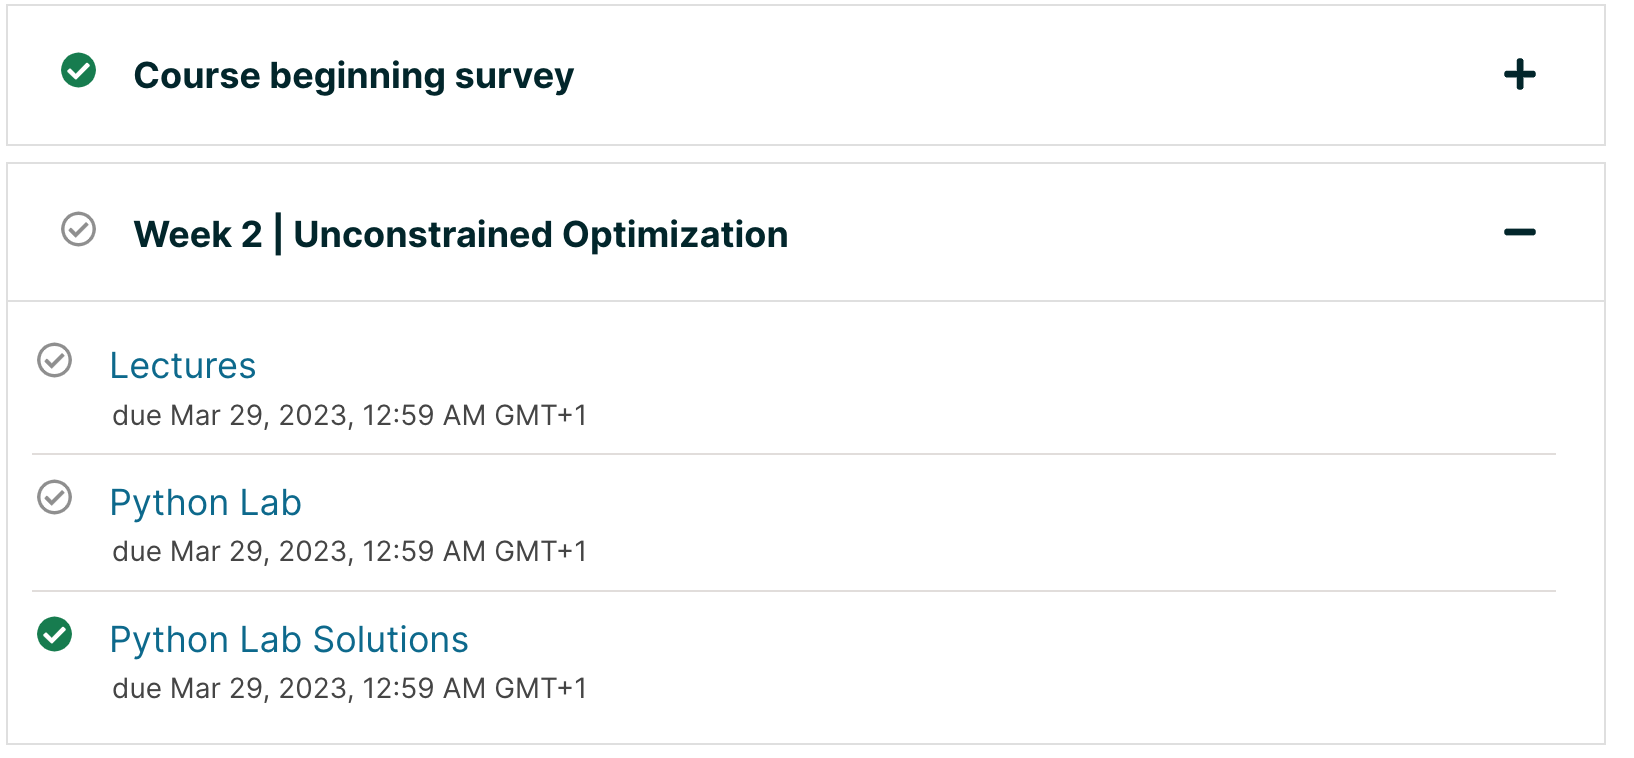 Course beginning survey
Week 2 | Unconstrained Optimization
Lectures
due Mar 29, 2023, 12:59 AM GMT+1
Python Lab
due Mar 29, 2023, 12:59 AM GMT+1
Python Lab Solutions
due Mar 29, 2023, 12:59 AM GMT+1